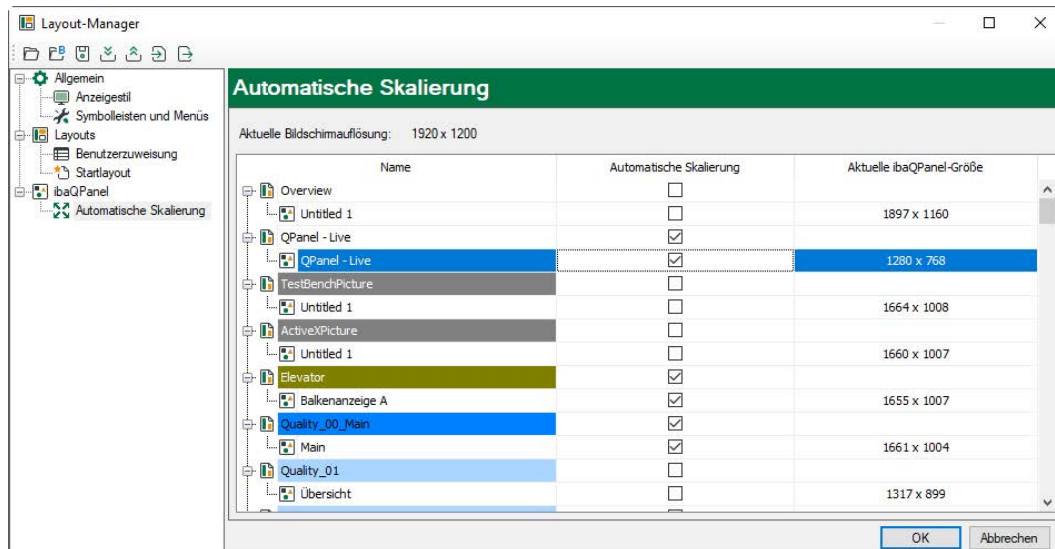 Layout-Manager
Allgemein
Anzeigestil
Symbolleisten und Menüs
Layouts
Benutzerzuweisung
Startlayout
ibaQPanel
Automatische Skalierung
Automatische Skalierung
Aktuelle Bildschimauflösung: 1920 x 1200
Name Automatische Skalierung Aktuelle ibaQPanel-Größe
Overview
Untitled 1 1897 x 1160
QPanel - Live
QPanel - Live 1280 x 768
TestBenchPicture
Untitled 1 1664 x 1008
ActiveXPicture
Untitled 1 1660 x 1007
Elevator
Balkenanzeige A 1655 x 1007
Quality_00_Main
Main 1661 x 1004
Quality_01
Übersicht 1317 x 899
OK Abbrechen